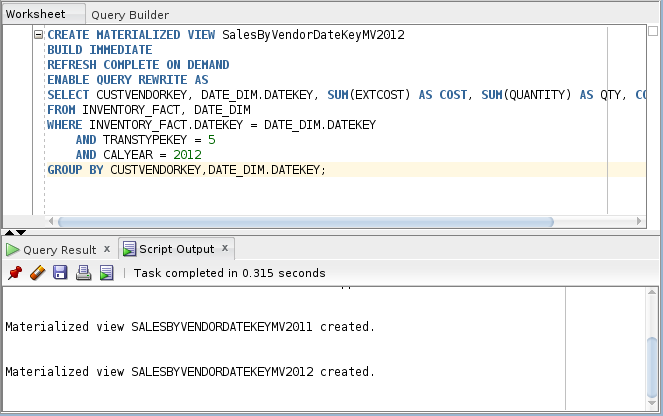 Worksheet Query Builder
CREATE MATERIALIZED VIEW SalesByVendorDateKeyMV2012
BUILD IMMEDIATE
REFRESH COMPLETE ON DEMAND
ENABLE QUERY REWRITE AS
SELECT CUSTVENDORKEY, DATE_DIM.DATEKEY, SUM(EXTCOST) AS COST, SUM(QUANTITY) AS QTY,
FROM INVENTORY_FACT, DATE_DIM
WHERE INVENTORY_FACT.DATEKEY = DATE_DIM.DATEKEY
AND TRANSTYPEKEY = 5
AND CALYEAR = 2012
GROUP BY CUSTVENDORKEY,DATE_DIM.DATEKEY;
Query Result x Script Output x
Task completed in 0.315 seconds
Materialized view SALESBYVENDORDATEKEYMV2011 created.
Materialized view SALESBYVENDORDATEKEYMV2012 created.